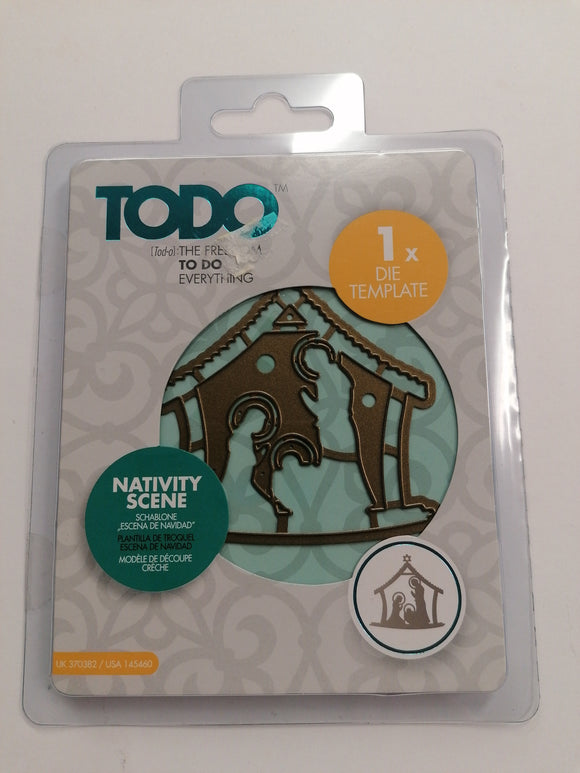 TODO™
[Tod-o]:THE FREEDOM
TO DO
EVERYTHING
1 x
DIE
TEMPLATE
NATIVITY
SCENE
SCHABLONE
„ESCENA DE NAVIDAD"
PLANTILLA DE TROQUEL
ESCENA DE NAVIDAD
MODÈLE DE DÉCOUPE
CRÈCHE
UK 370382 / USA 145460